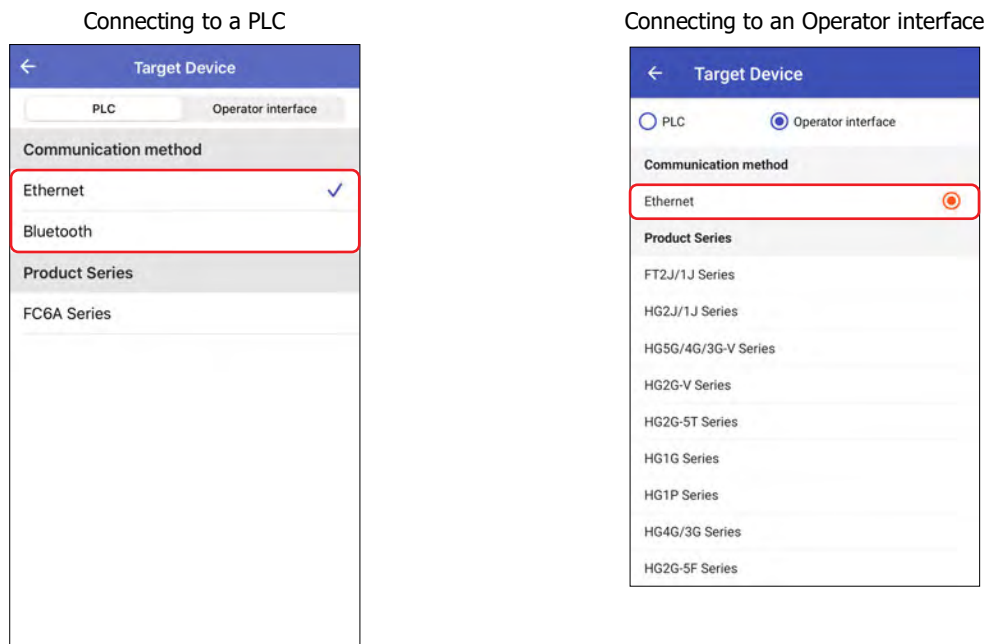 Connecting to a PLC
Target Device
PLC Operator interface
Communication method
Ethernet
Bluetooth
Product Series
FC6A Series
Connecting to an Operator interface
Target Device
PLC Operator interface
Communication method
Ethernet
Product Series
FT2J/1J Series
HG2J/1J Series
HG5G/4G/3G-V Series
HG2G-V Series
HG2G-5T Series
HG1G Series
HG1P Series
HG4G/3G Series
HG2G-5F Series